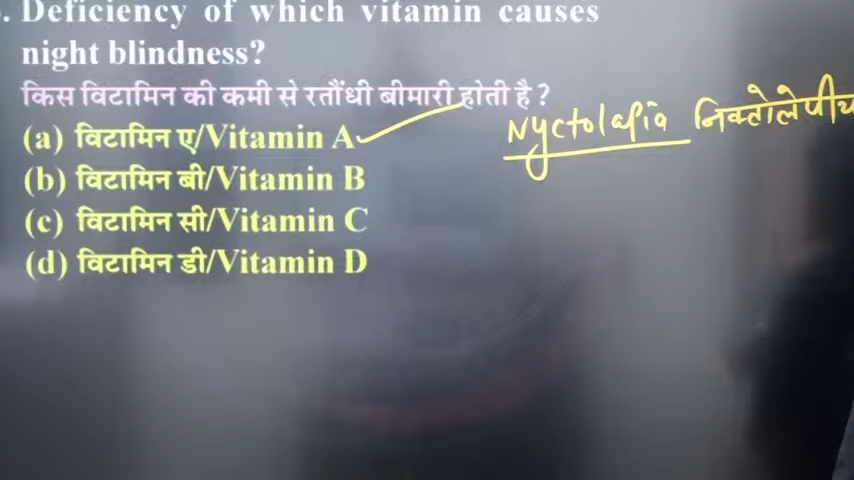 . Deficiency of which vitamin causes
night blindness?
किस विटामिन की कमी से रतौंधी बीमारी होती है ?
(a) विटामिन ए/Vitamin A
Nyctolapia
(b) विटामिन बी/Vitamin B
(c) विटामिन सी/Vitamin C
(d) विटामिन डी/Vitamin D